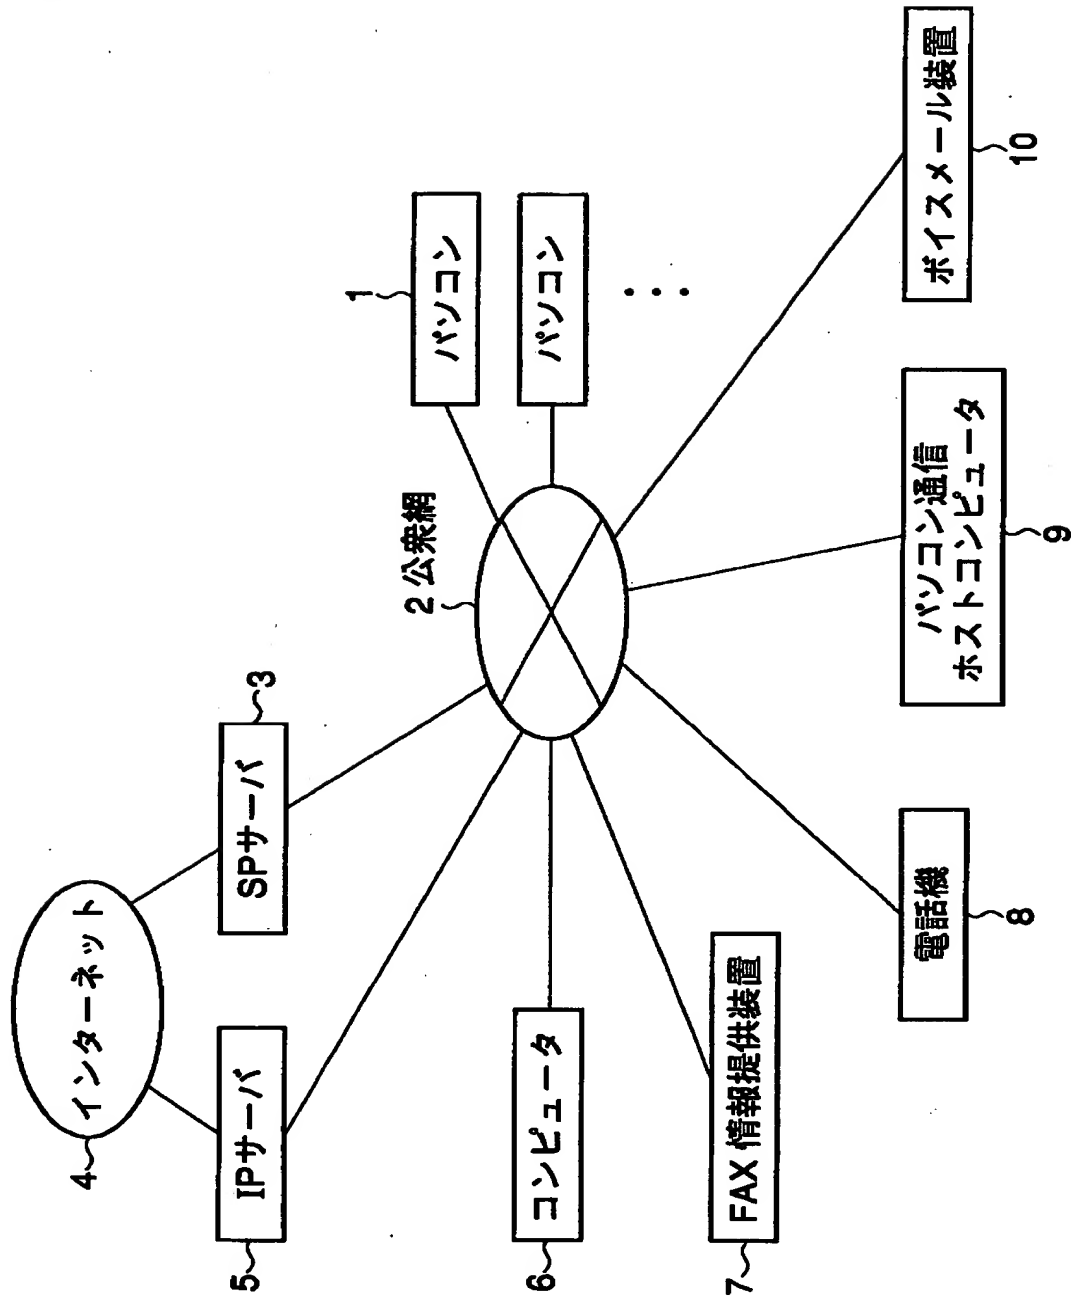 4
インターネット
5
IPサーバ
SPサーバ
3
2 公衆網
1
パソコン
パソコン
・・・
6
コンピュータ
7
FAX 情報提供装置
電話機
8
パソコン通信
ホストコンピュータ
9
ボイスメール装置
10